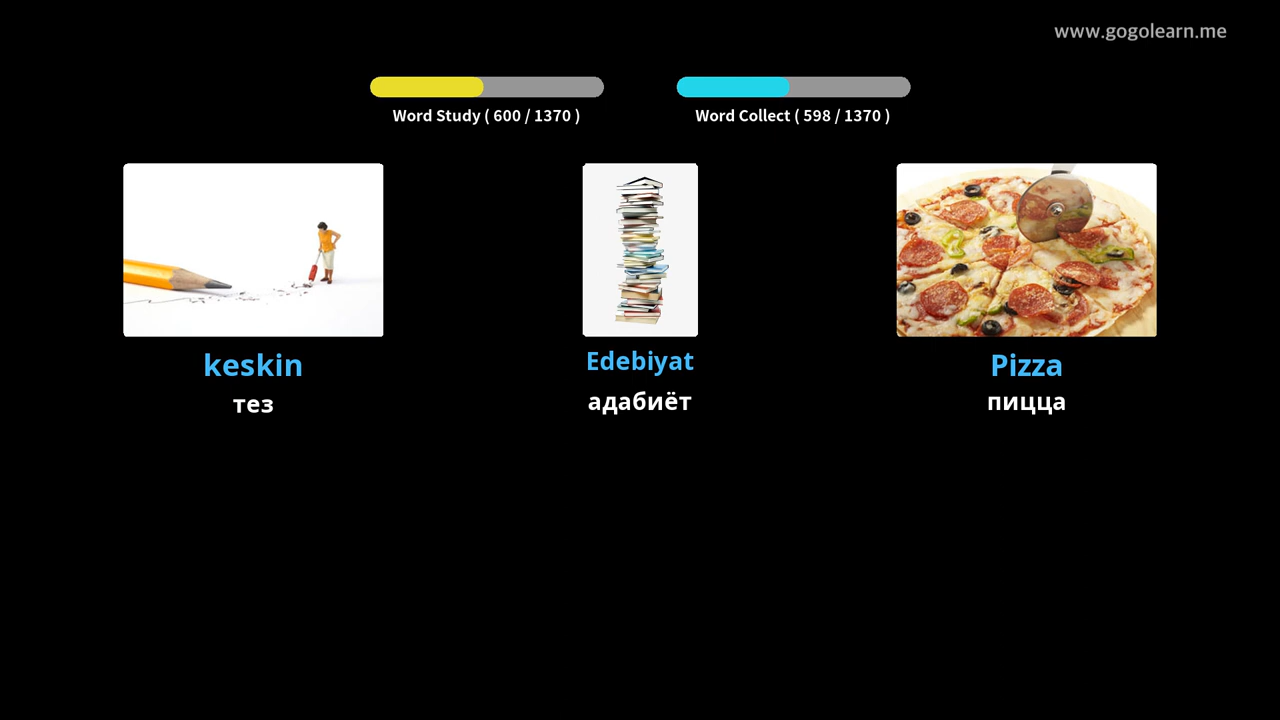 www.gogolearn.me
Word Study ( 600 / 1370 )
Word Collect ( 598 / 1370 )
keskin
тез
Edebiyat
адабиёт
Pizza
пицца